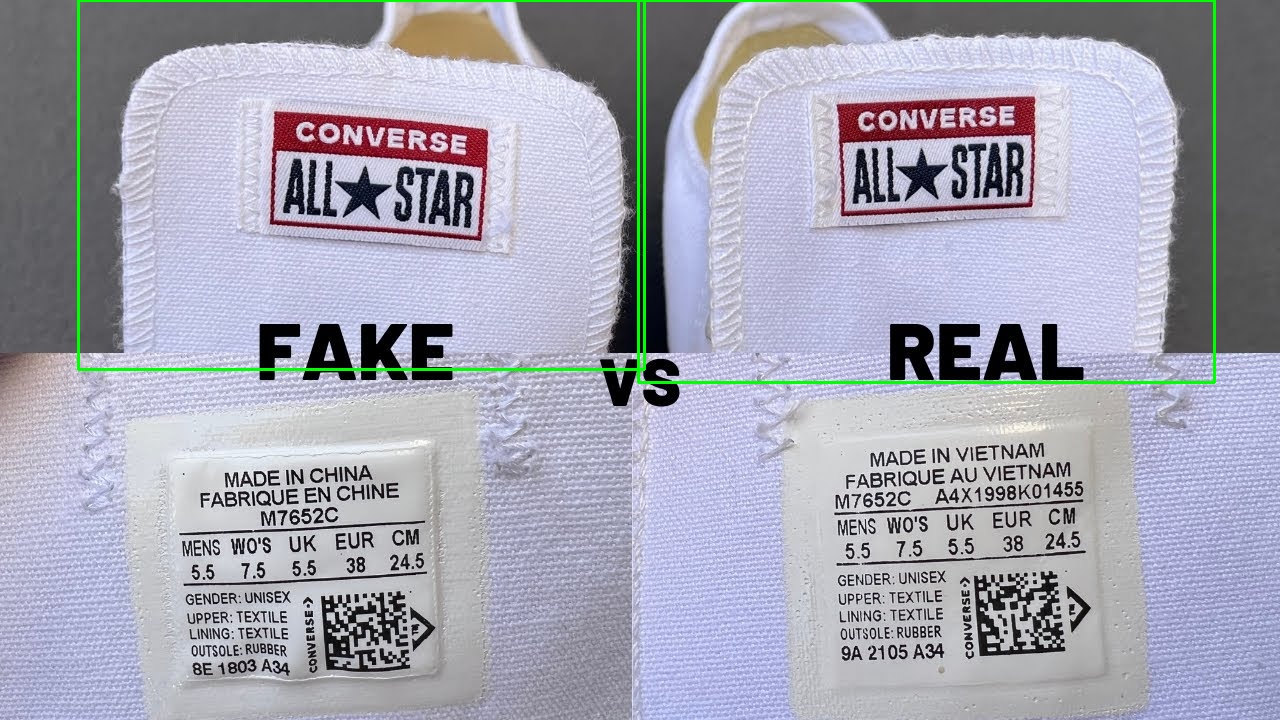 CONVERSE
ALL★STAR
CONVERSE
ALL★STAR
FAKE
VS
REAL
MADE IN CHINA
FABRIQUE EN CHINE
M7652C
MENS WO'S UK EUR CM
5.5 7.5 5.5 38 24.5
GENDER: UNISEX
UPPER: TEXTILE
LINING: TEXTILE
OUTSOLE: RUBBER
8E 1803 A34
CONVERSE>
MADE IN VIETNAM
FABRIQUE AU VIETNAM
M7652C A4X1998K01455
MENS WO'S UK EUR CM
5.5 7.5 5.5 38 24.5
GENDER: UNISEX
UPPER: TEXTILE
LINING: TEXTILE
OUTSOLE: RUBBER
9A 2105 A34
CONVERSE>